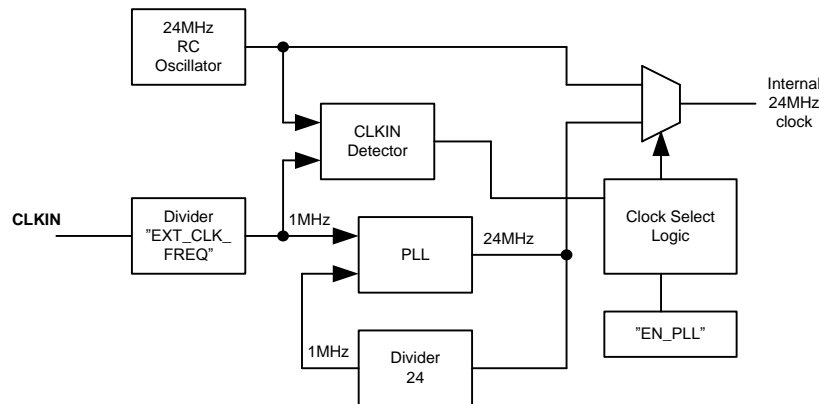 24MHz
RC
Oscillator
Internal
24MHz
clock
CLKIN
Detector
CLKIN
Divider
"EXT_CLK_
FREQ"
1MHz
PLL
24MHz
Clock Select
Logic
"EN_PLL"
1MHz
Divider
24